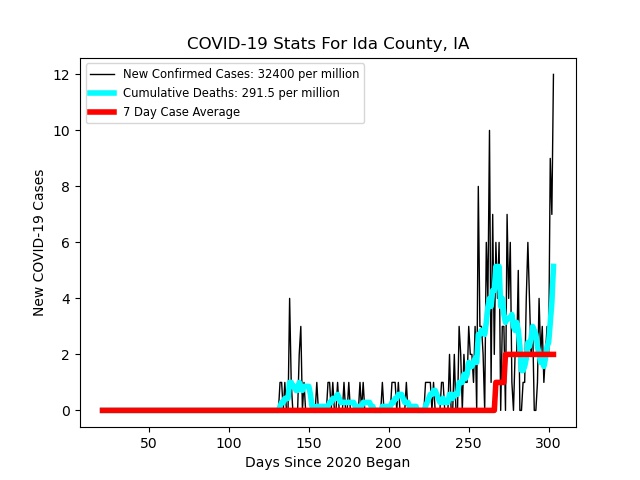 COVID-19 Stats For Ida County, IA
New Confirmed Cases: 32400 per million
Cumulative Deaths: 291.5 per million
7 Day Case Average
New COVID-19 Cases
12
10
8
6
4
2
0
50 100 150 200 250 300
Days Since 2020 Began